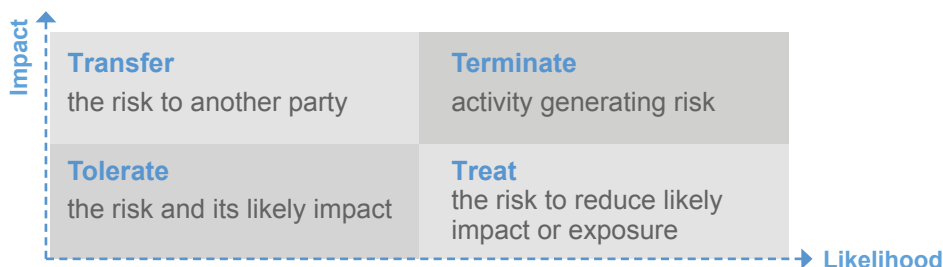 Impact
Transfer
the risk to another party
Terminate
activity generating risk
Tolerate
the risk and its likely impact
Treat
the risk to reduce likely
impact or exposure
Likelihood